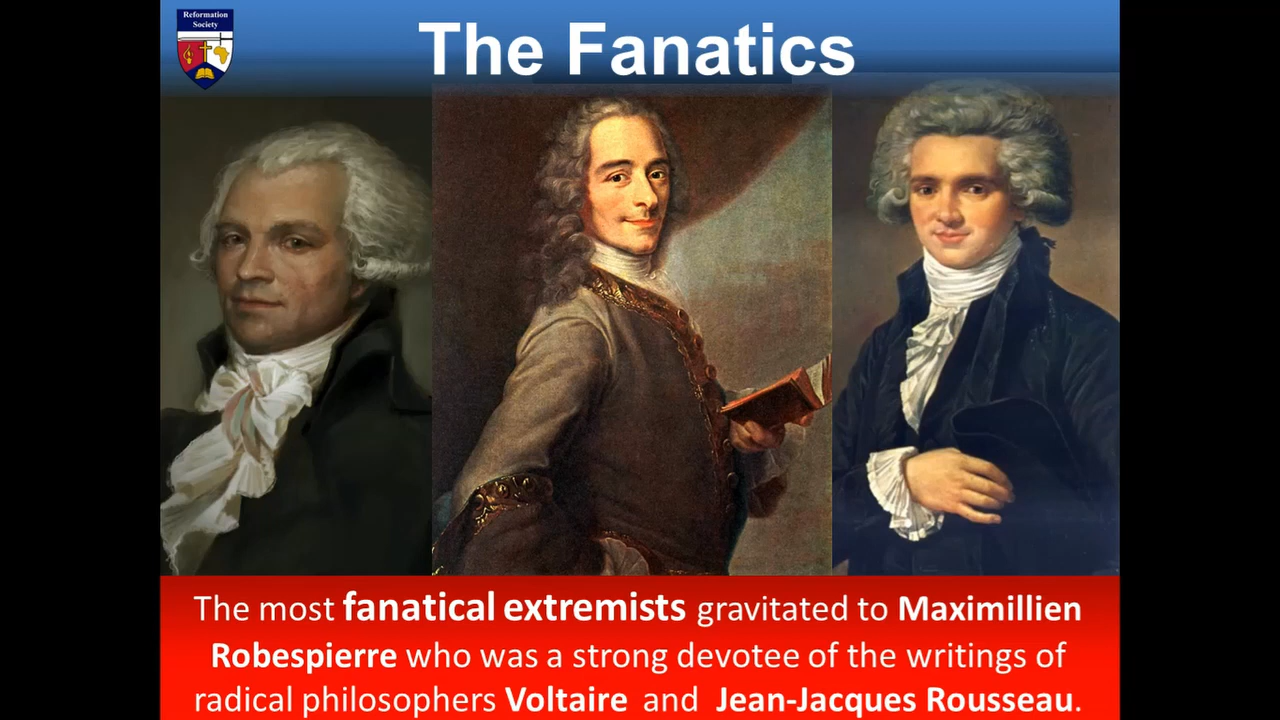 Reformation
Society
The Fanatics
The most fanatical extremists gravitated to Maximillien
Robespierre who was a strong devotee of the writings of
radical philosophers Voltaire and Jean-Jacques Rousseau.